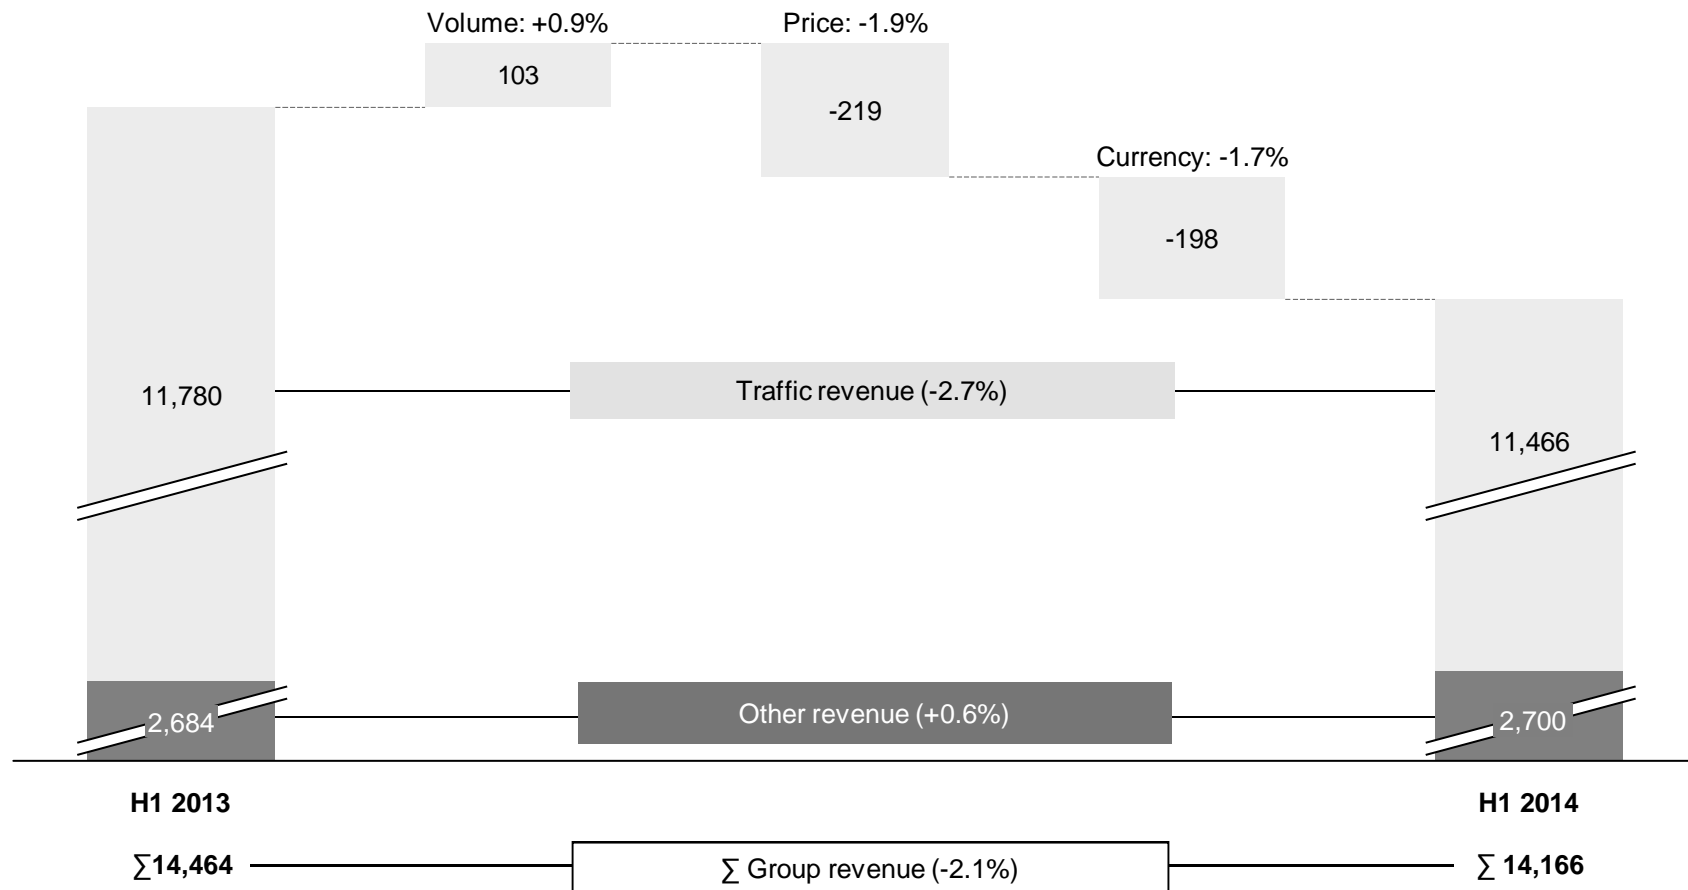 Volume: +0.9%
Price: -1.9%
103
-219
Currency: -1.7%
-198
11,780
Traffic revenue (-2.7%)
11,466
2,684
Other revenue (+0.6%)
2,700
H1 2013
H1 2014
∑14,464
∑ Group revenue (-2.1%)
∑ 14,166